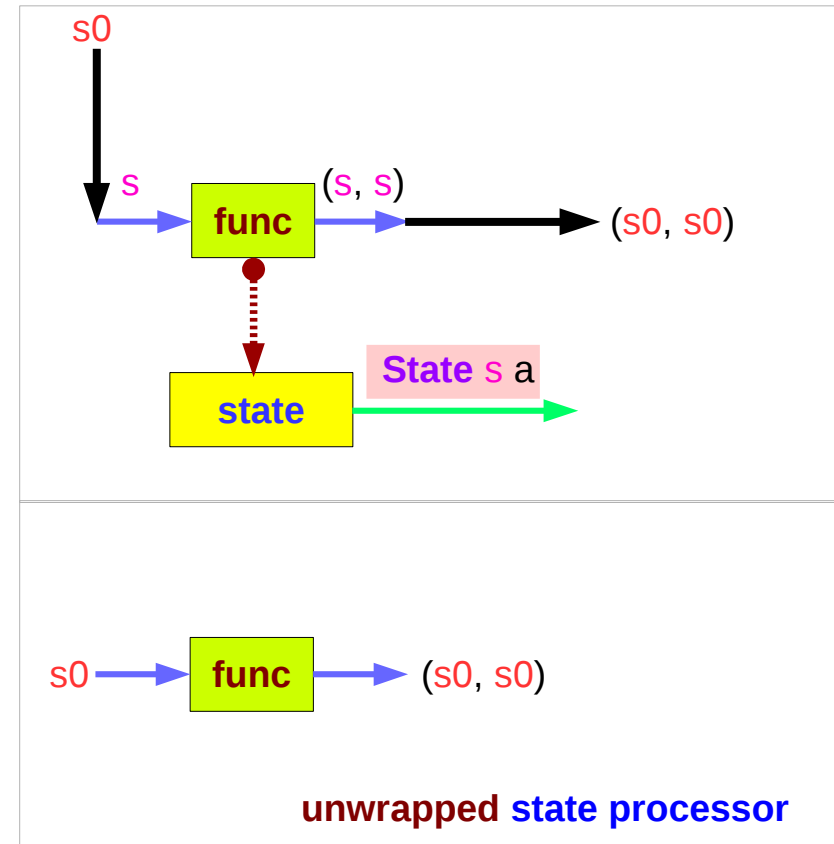 s0
s (s, s)
func (s0, s0)
State s a
state
s0 func (s0, s0)
unwrapped state processor